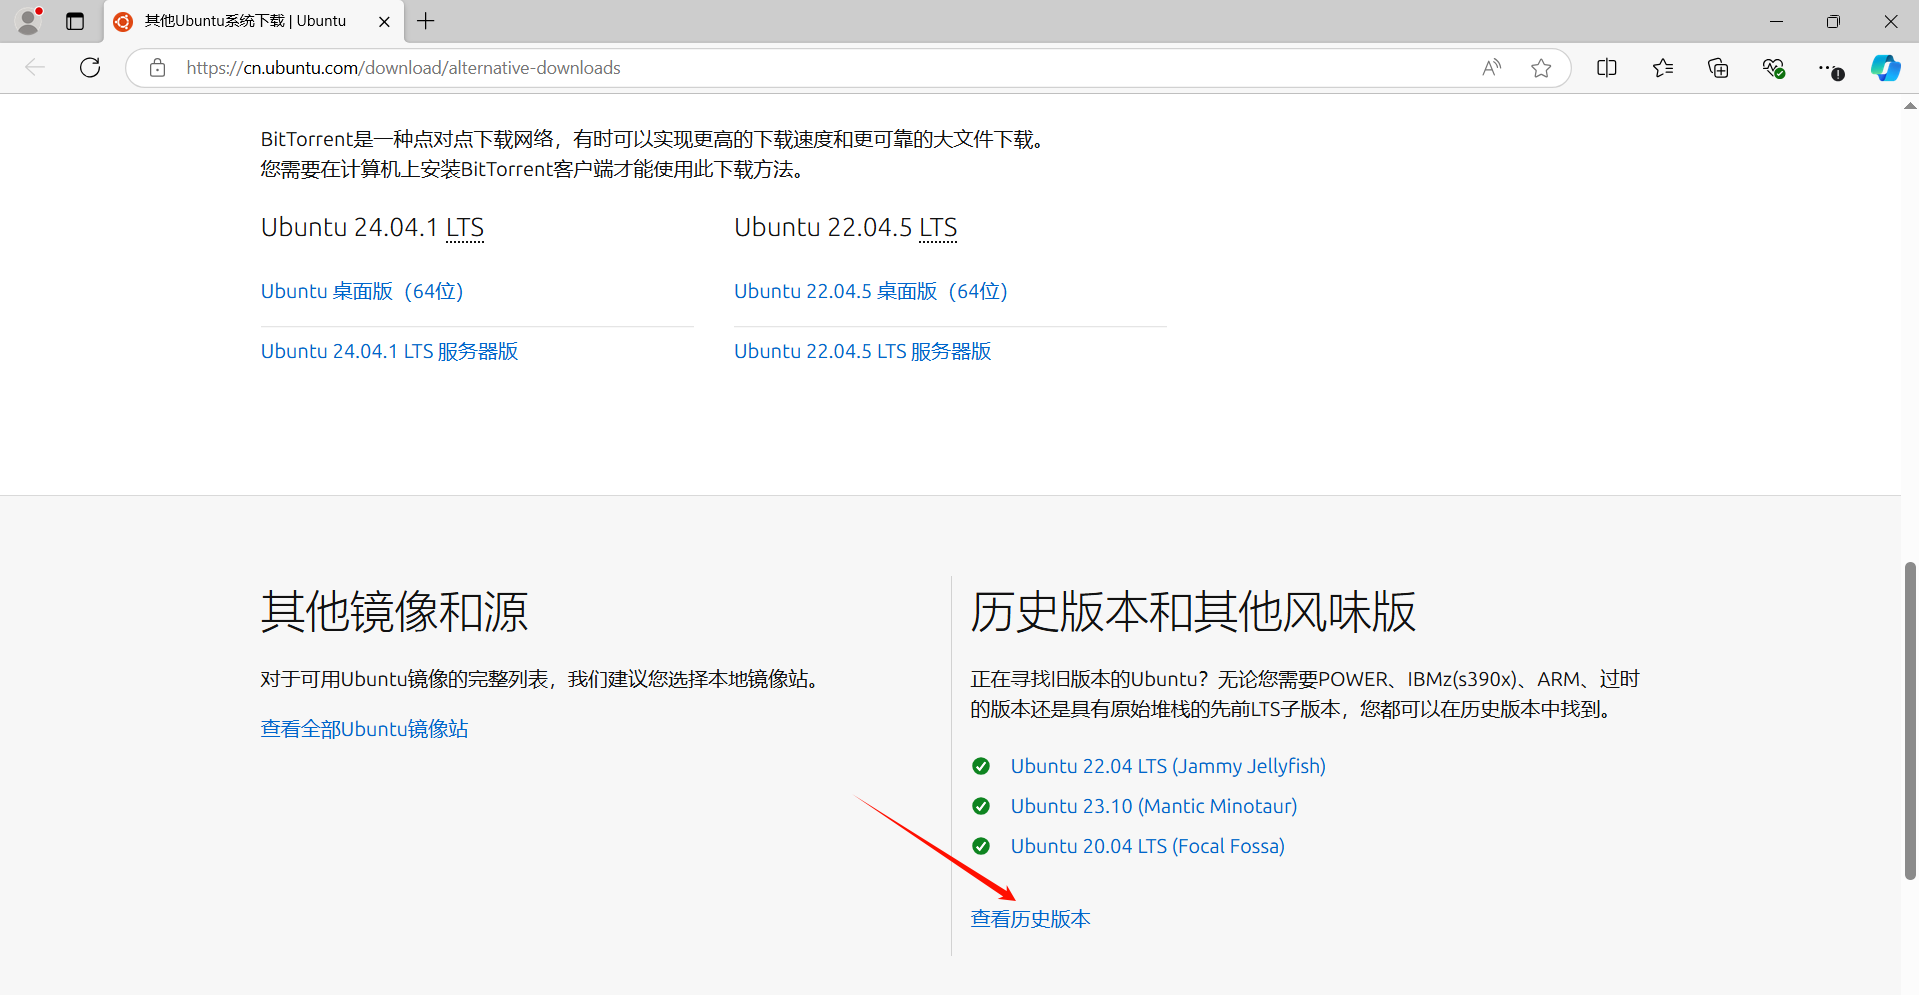 其他Ubuntu系统下载 | Ubuntu
https://cn.ubuntu.com/download/alternative-downloads
BitTorrent是一种点对点下载网络，有时可以实现更高的下载速度和更可靠的大文件下载。
您需要在计算机上安装BitTorrent客户端才能使用此下载方法。
Ubuntu 24.04.1 LTS
Ubuntu 22.04.5 LTS
Ubuntu 桌面版（64位）
Ubuntu 22.04.5 桌面版（64位）
Ubuntu 24.04.1 LTS 服务器版
Ubuntu 22.04.5 LTS 服务器版
其他镜像和源
对于可用Ubuntu镜像的完整列表，我们建议您选择本地镜像站。
查看全部Ubuntu镜像站
历史版本和其他风味版
正在寻找旧版本的Ubuntu？无论您需要POWER、IBMz(s390x)、ARM、过时
的版本还是具有原始堆栈的先前LTS子版本，您都可以在历史版本中找到。
Ubuntu 22.04 LTS (Jammy Jellyfish)
Ubuntu 23.10 (Mantic Minotaur)
Ubuntu 20.04 LTS (Focal Fossa)
查看历史版本